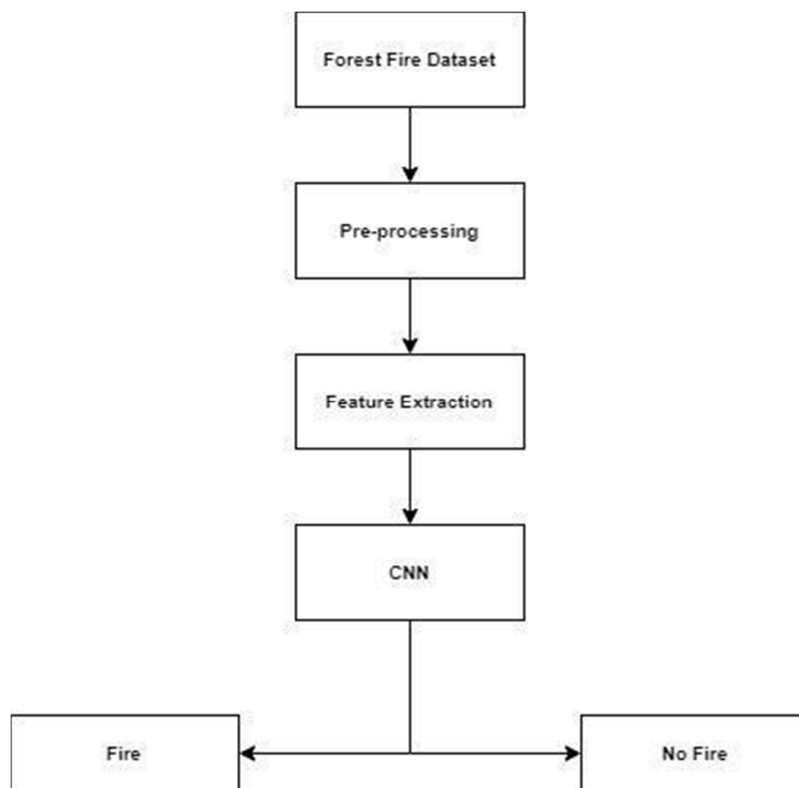 Forest Fire Dataset
Pre-processing
Feature Extraction
CNN
Fire
No Fire